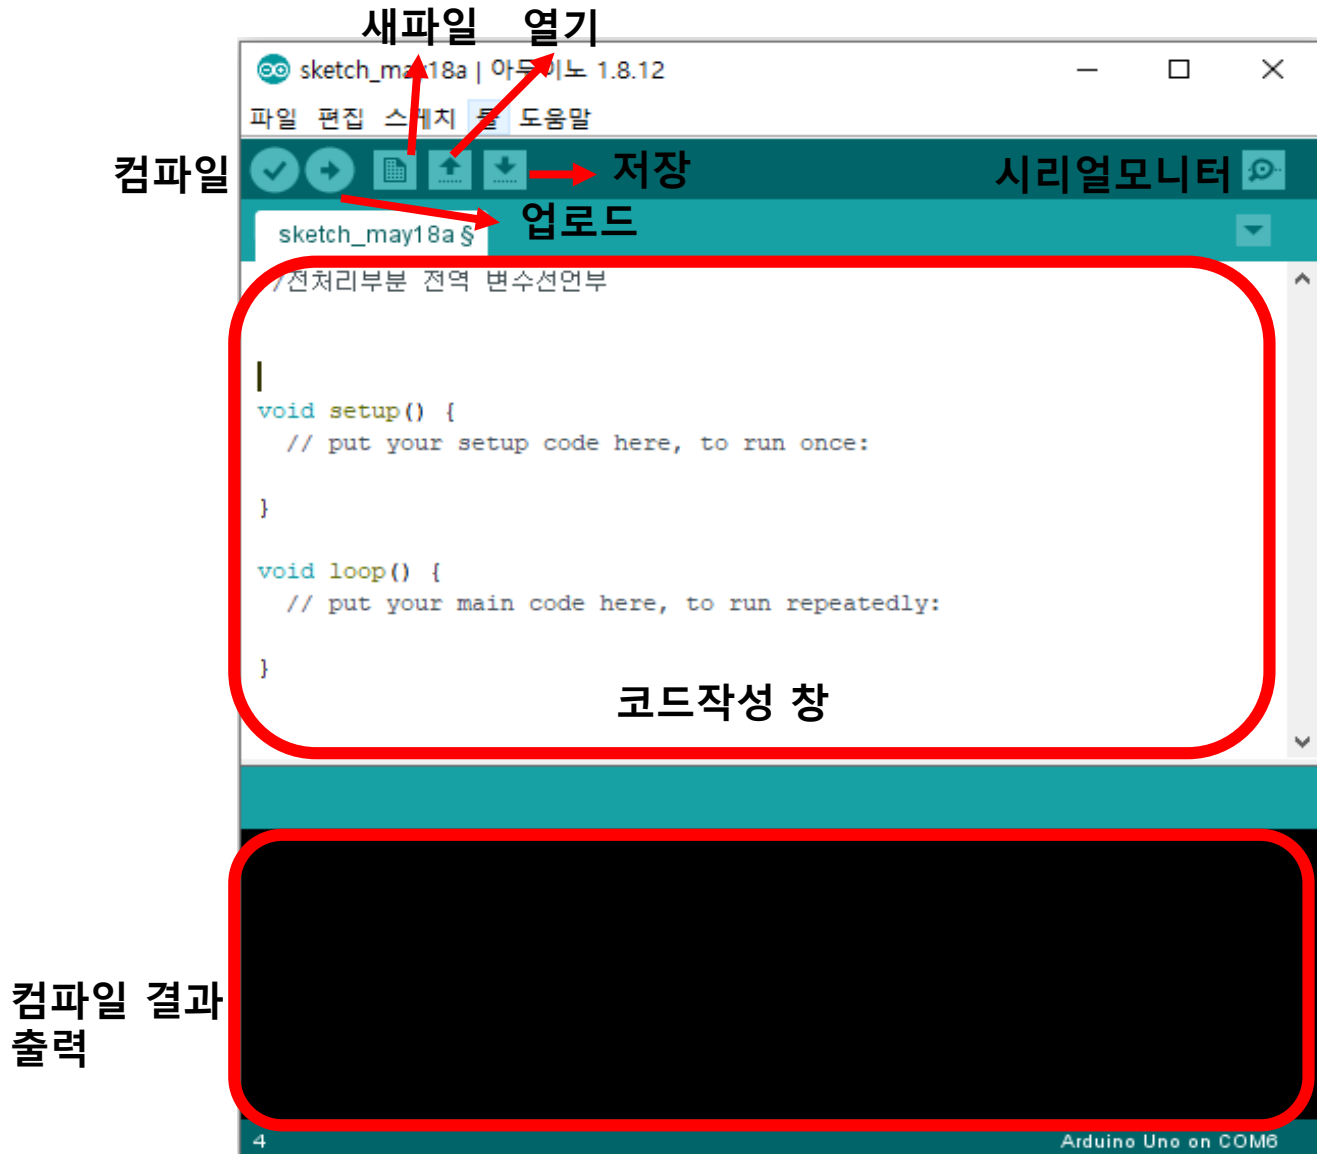 새파일 열기
sketch_may18a | 아두이노 1.8.12
파일 편집 스케치 툴 도움말
컴파일
저장
시리얼모니터
업로드
sketch_may18a §
//전처리부분 전역 변수선언부
void setup() {
// put your setup code here, to run once:
}
void loop() {
// put your main code here, to run repeatedly:
}
코드작성 창
컴파일 결과
출력
4
Arduino Uno on COM6